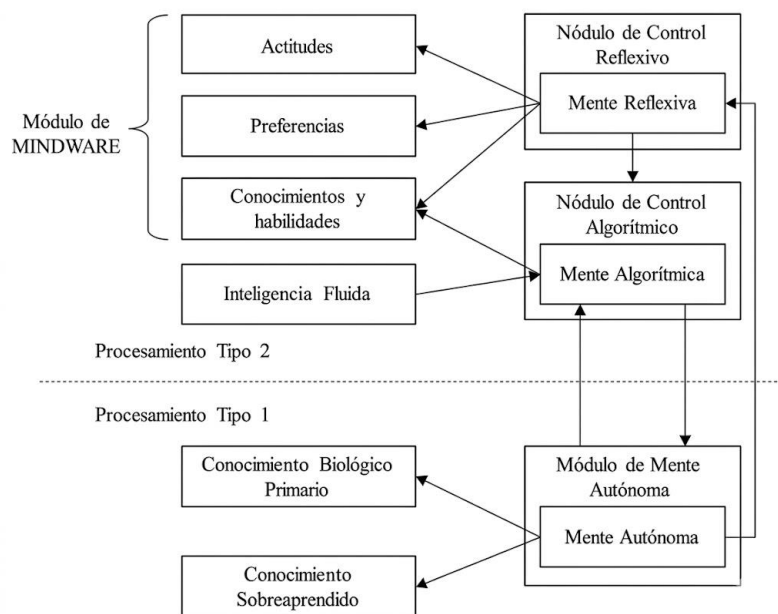 Módulo de
MINDWARE
Actitudes
Preferencias
Conocimientos y
habilidades
Inteligencia Fluida
Nódulo de Control
Reflexivo
Mente Reflexiva
Nódulo de Control
Algorítmico
Mente Algorítmica
Procesamiento Tipo 2
Procesamiento Tipo 1
Conocimiento Biológico
Primario
Conocimiento
Sobreaprendido
Módulo de Mente
Autónoma
Mente Autónoma